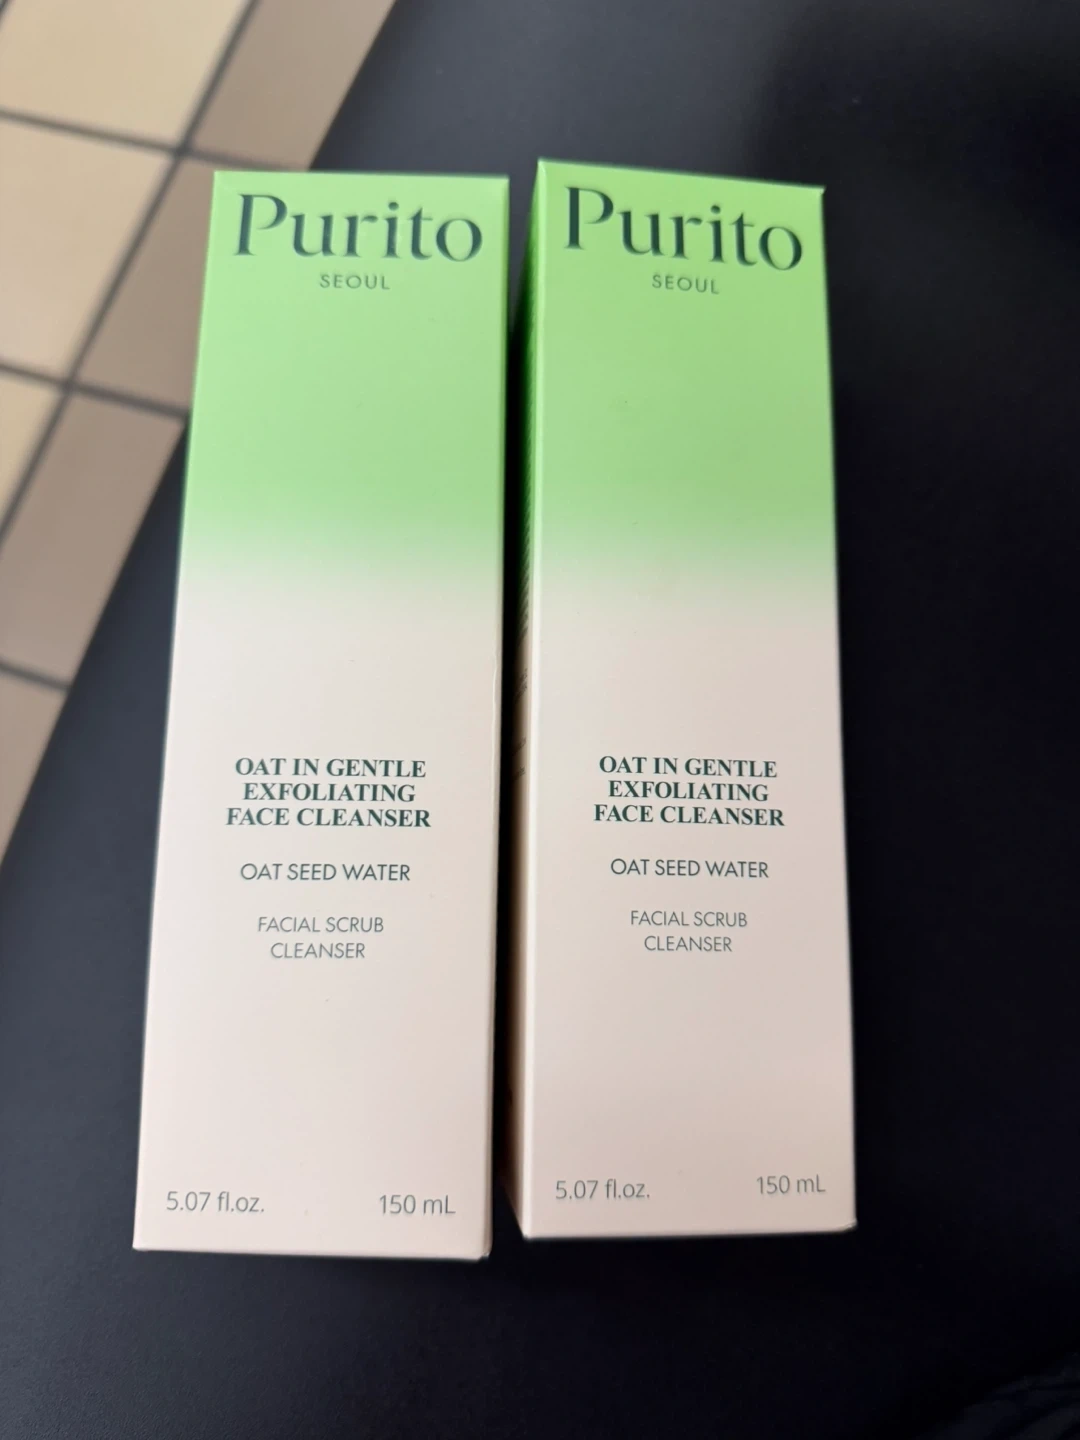 Purito
SEOUL
OAT IN GENTLE
EXFOLIATING
FACE CLEANSER
OAT SEED WATER
FACIAL SCRUB
CLEANSER
5.07 fl.oz.
150 mL
Purito
SEOUL
OAT IN GENTLE
EXFOLIATING
FACE CLEANSER
OAT SEED WATER
FACIAL SCRUB
CLEANSER
5.07 fl.oz.
150 mL